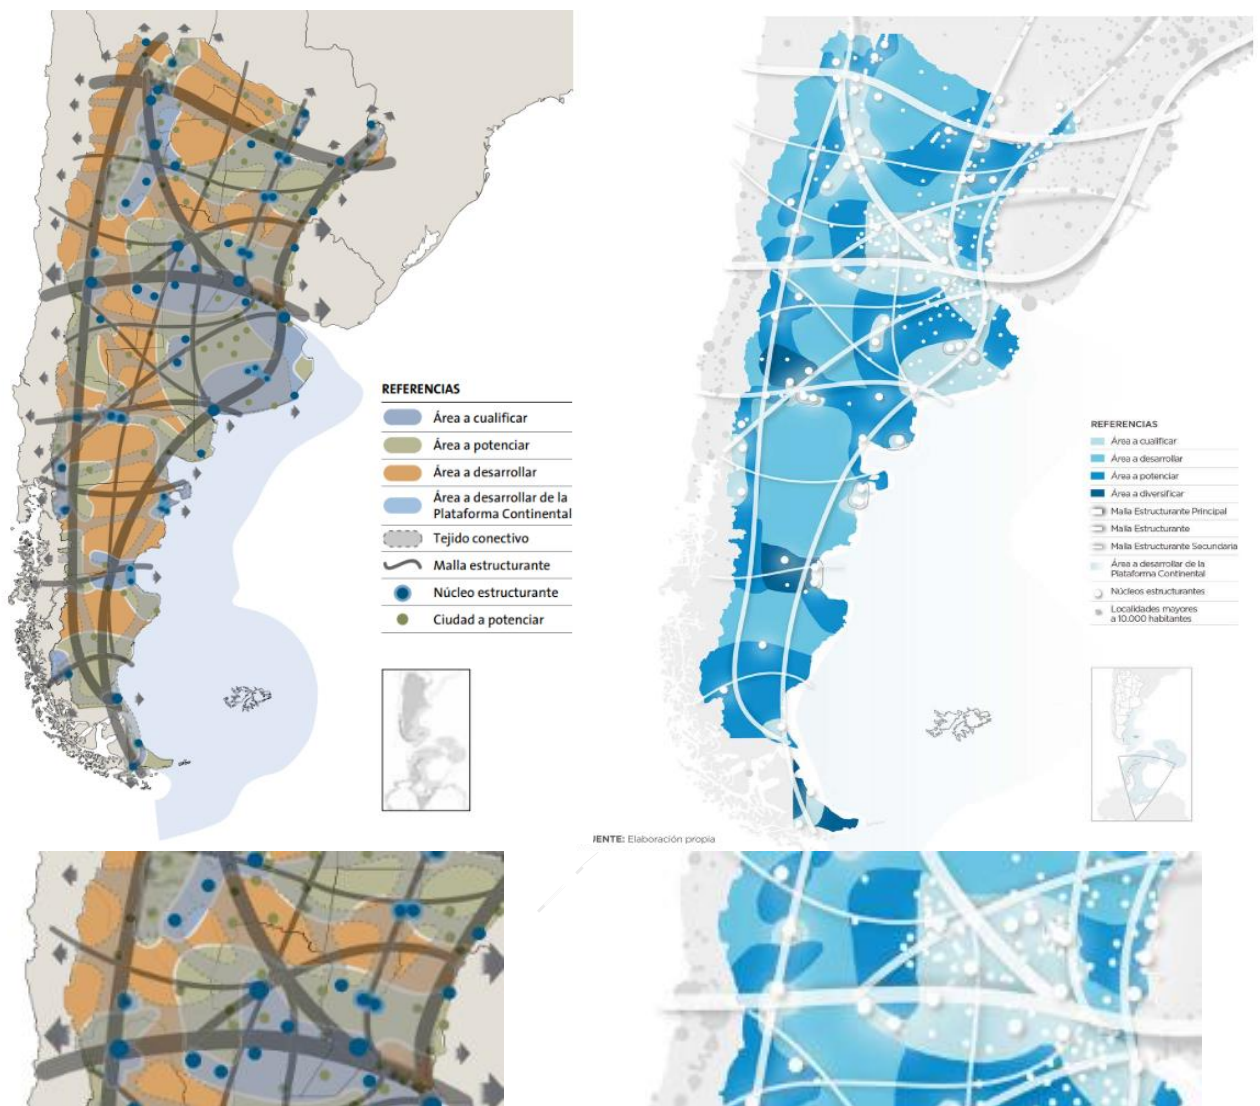 REFERENCIAS
Área a cualificar
Área a potenciar
Área a desarrollar
Área a desarrollar de la
Plataforma Continental
Tejido conectivo
Malla estructurante
Núcleo estructurante
Ciudad a potenciar
REFERENCIAS
Área a cualificar
Área a desarrollar
Área a potenciar
Área a diversificar
Malla Estructurante Principal
Malla Estructurante
Malla Estructurante Secundaria
Área a desarrollar de la
Plataforma Continental
Núcleos estructurantes
Localidades mayores
a 10.000 habitantes
JENTE: Elaboración propia